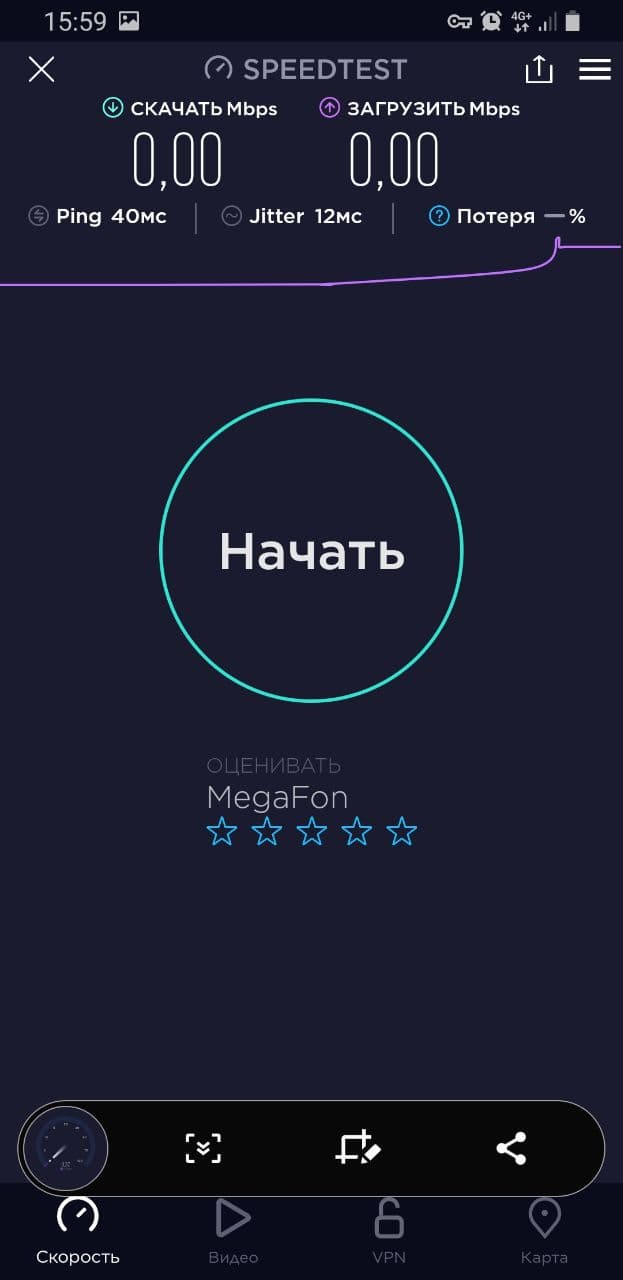 15:59 4G+
SPEEDTEST
СКАЧАТЬ Mbps ЗАГРУЗИТЬ Mbps
0,00 0,00
Ping 40мс Jitter 12мс Потеря — %
Начать
ОЦЕНИВАТЬ
MegaFon
Скорость Видео VPN Карта